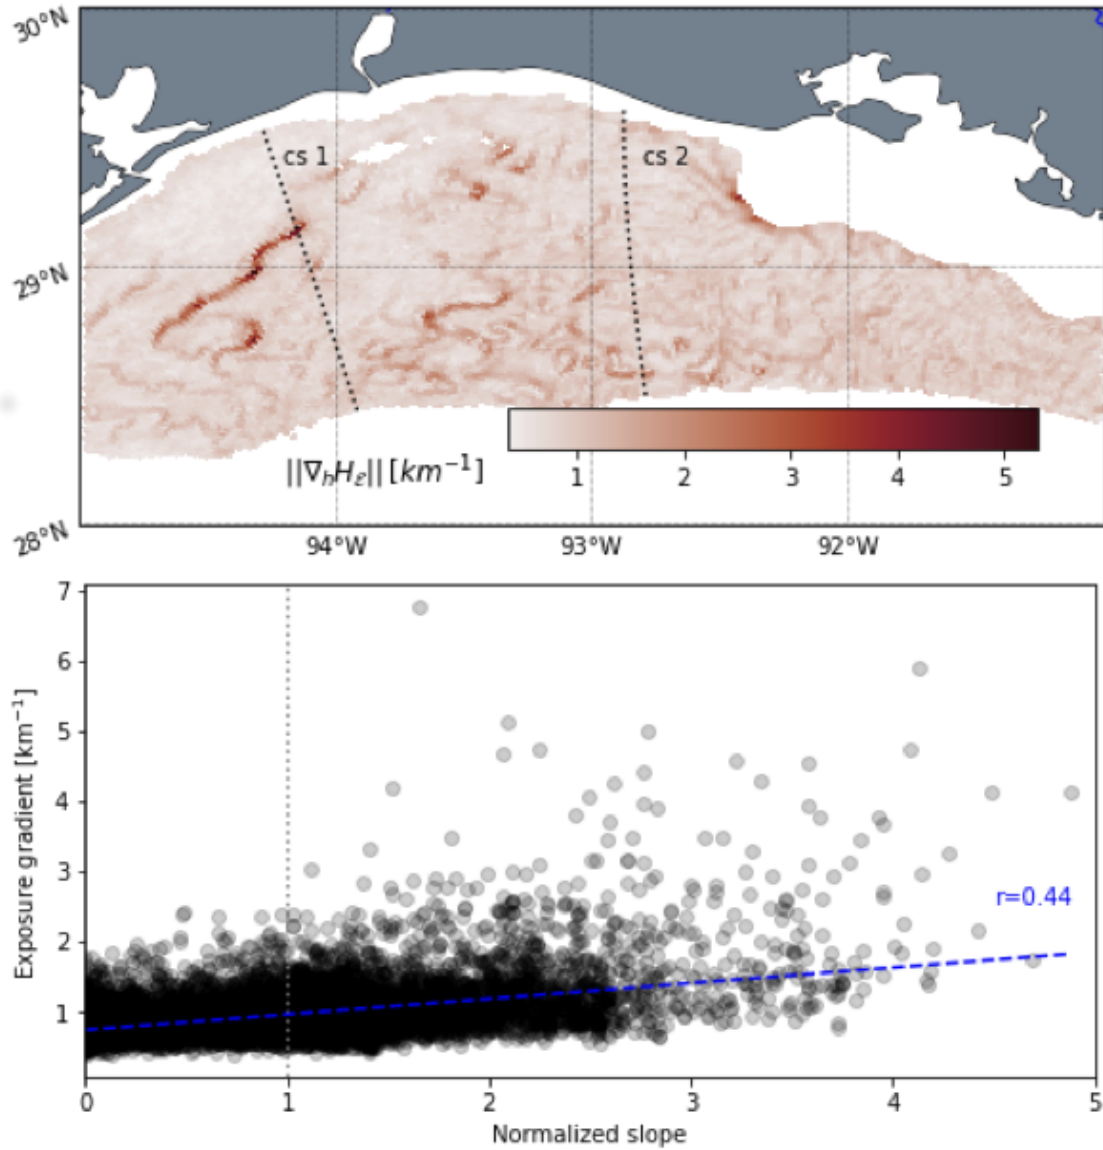 30°N
cs 1
cs 2
29°N
||∇ₕH_ε|| [km⁻¹]
1 2 3 4 5
28°N
94°W 93°W 92°W
7
6
5
4
3
2
1
Exposure gradient [km⁻¹]
r=0.44
0 1 2 3 4 5
Normalized slope